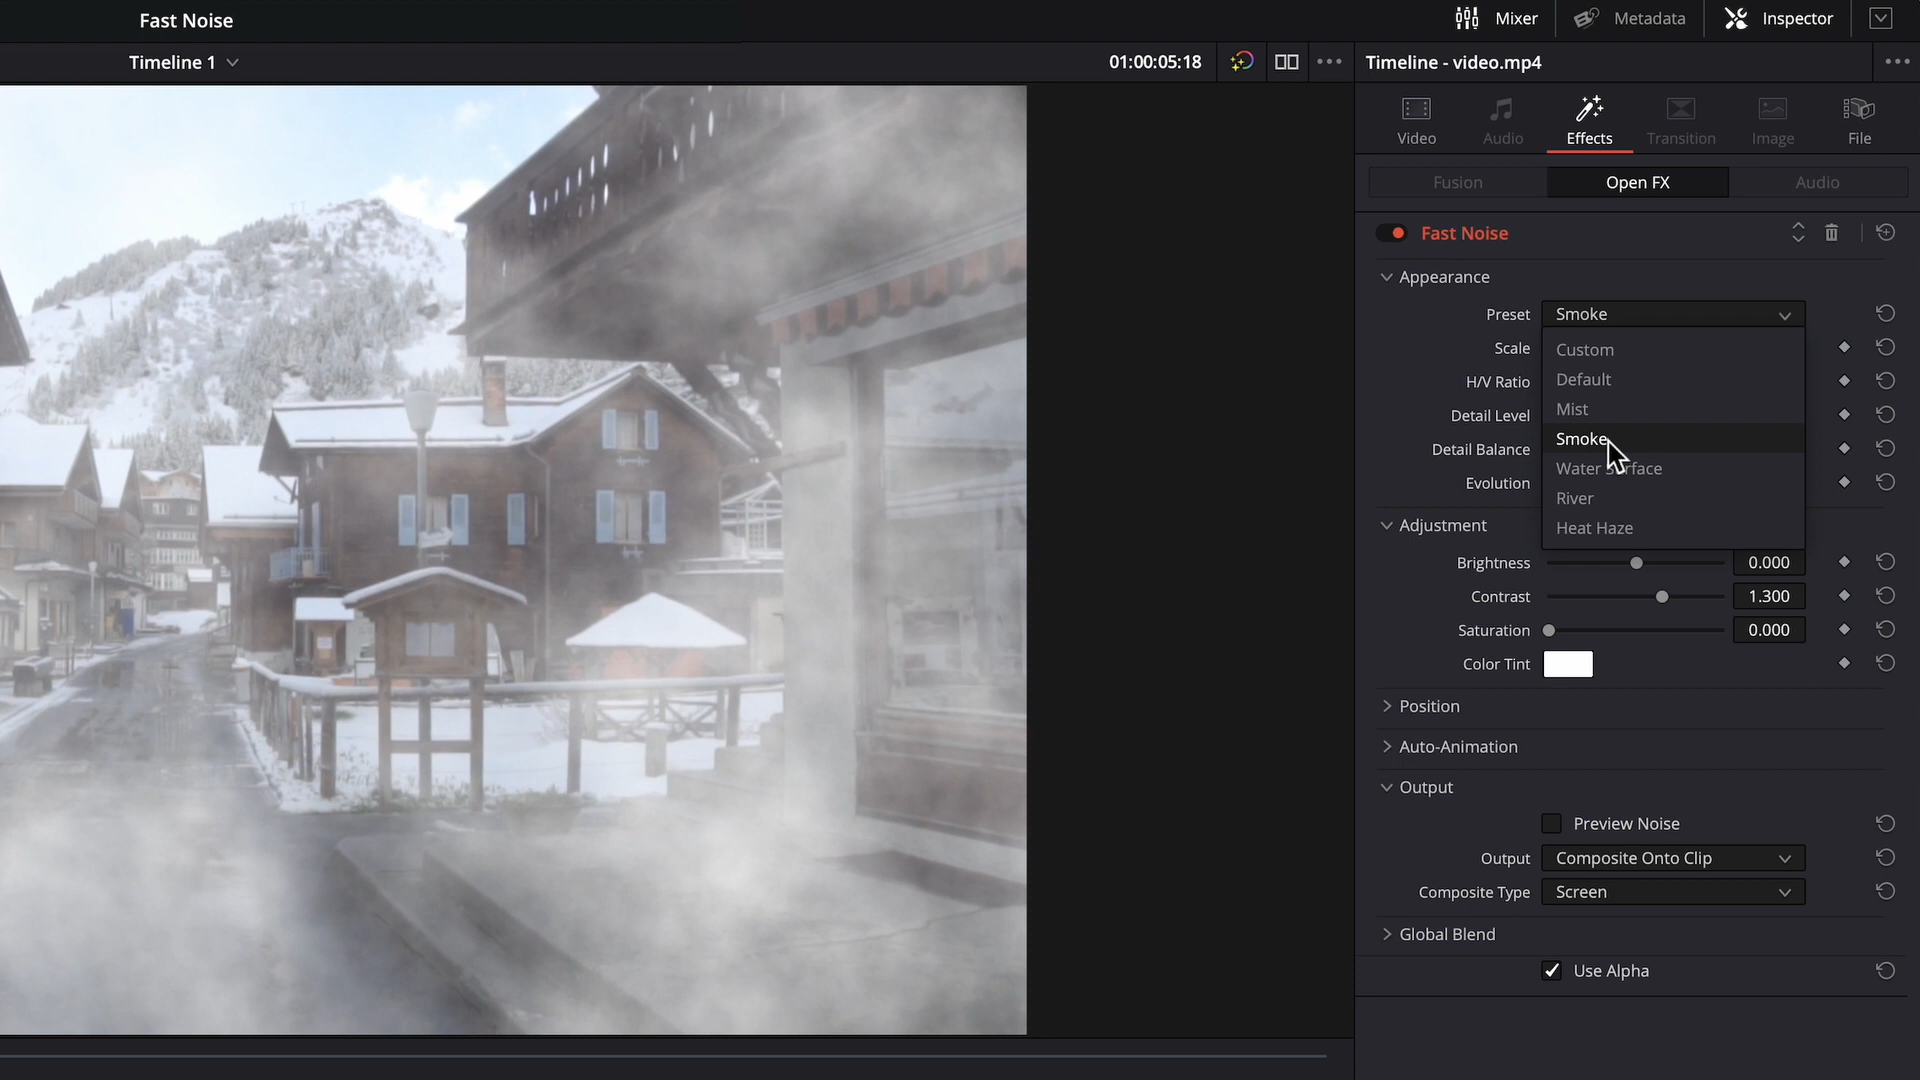 Fast Noise
Mixer
Metadata
Inspector
Timeline 1
01:00:05:18
Timeline - video.mp4
Video
Audio
Effects
Transition
Image
File
Fusion
Open FX
Audio
Fast Noise
Appearance
Preset
Smoke
Scale
H/V Ratio
Detail Level
Detail Balance
Evolution
Custom
Default
Mist
Smoke
Water Surface
River
Heat Haze
Adjustment
Brightness
0.000
Contrast
1.300
Saturation
0.000
Color Tint
Position
Auto-Animation
Output
Preview Noise
Output
Composite Onto Clip
Composite Type
Screen
Global Blend
Use Alpha